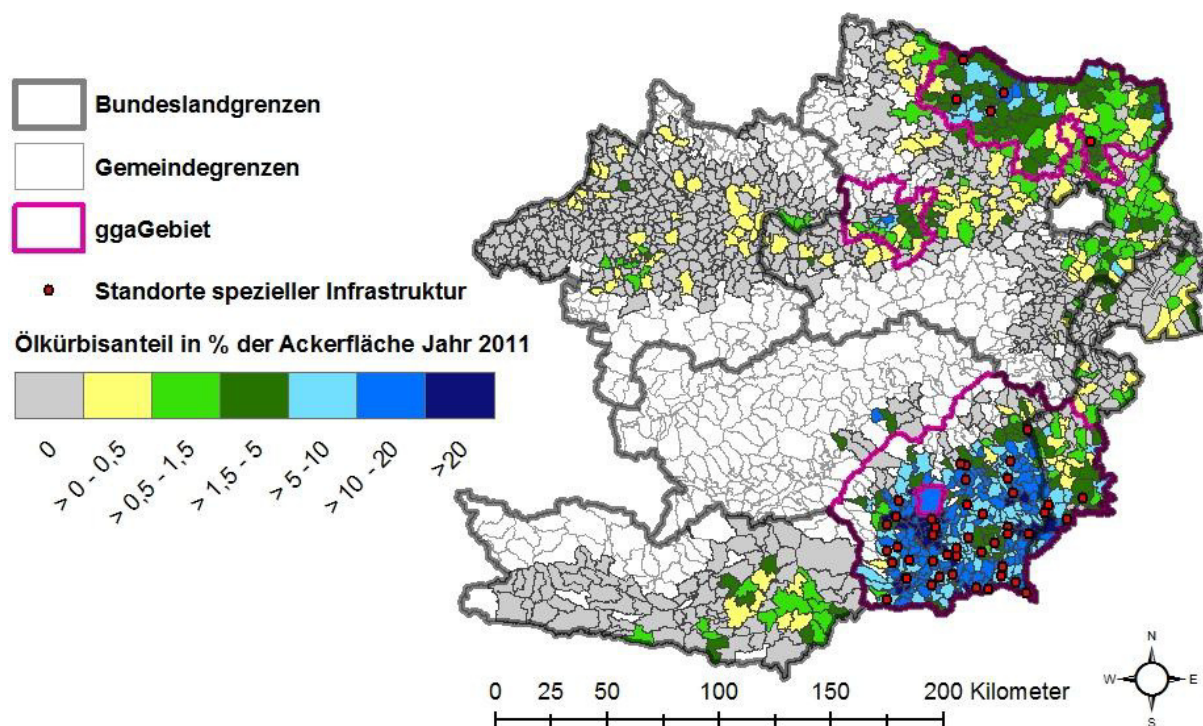 Bundeslandgrenzen
Gemeindegrenzen
ggaGebiet
Standorte spezieller Infrastruktur
Ölkürbisanteil in % der Ackerfläche Jahr 2011
0
> 0 - 0,5
> 0,5 - 1,5
> 1,5 - 5
> 5 -10
> 10 - 20
>20
0 25 50 100 150 200 Kilometer
N
W E
S